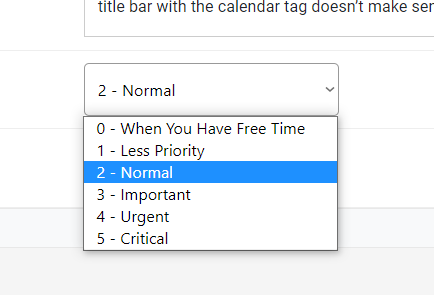 title bar with the calendar tag doesn't make sen
2 - Normal
0 - When You Have Free Time
1 - Less Priority
2 - Normal
3 - Important
4 - Urgent
5 - Critical